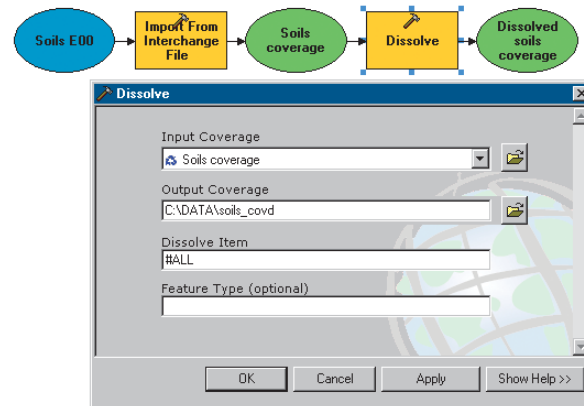 Soils E00
Import From
Interchange
File
Soils
coverage
Dissolve
Dissolved
soils
coverage
Dissolve
Input Coverage
Soils coverage
Output Coverage
C:\DATA\soils_covd
Dissolve Item
#ALL
Feature Type (optional)
OK
Cancel
Apply
Show Help >>